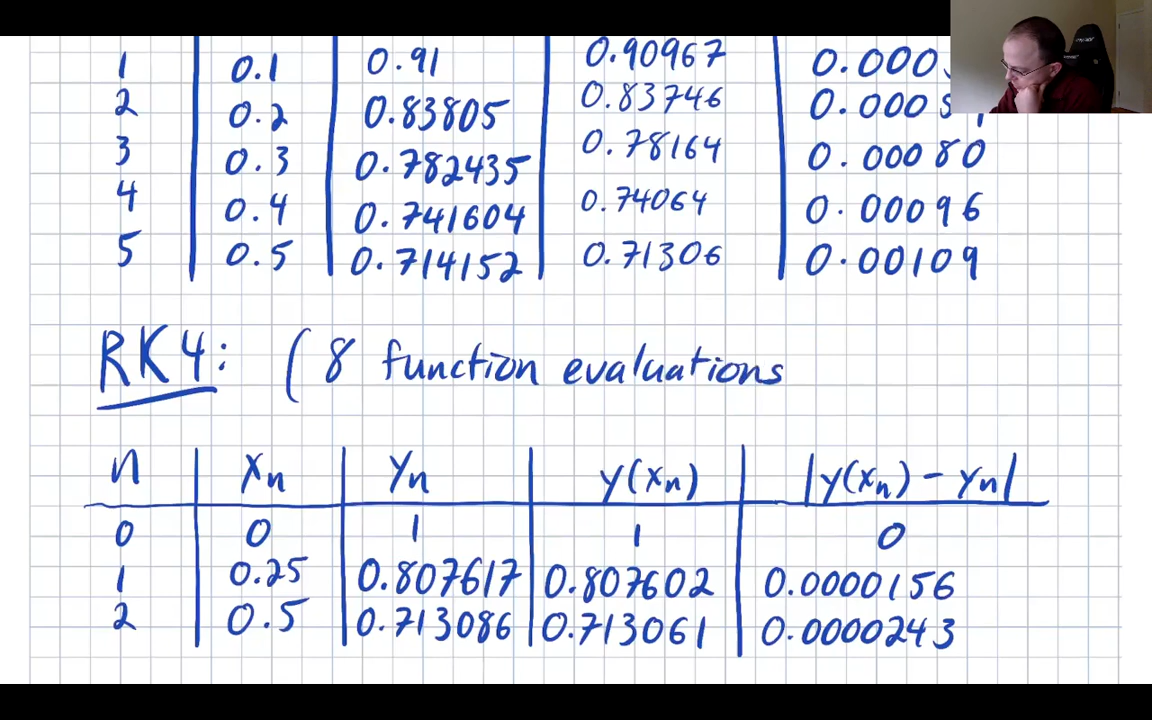 1 0.1 0.91 0.90967 0.000
2 0.2 0.83805 0.83746 0.000
3 0.3 0.782435 0.78164 0.00080
4 0.4 0.741604 0.74064 0.00096
5 0.5 0.714152 0.71306 0.00109
RK4: ( 8 function evaluations
n xn yn y(xn) |y(xn) - yn|
0 0 1 1 0
1 0.25 0.807617 0.807602 0.0000156
2 0.5 0.713086 0.713061 0.0000243